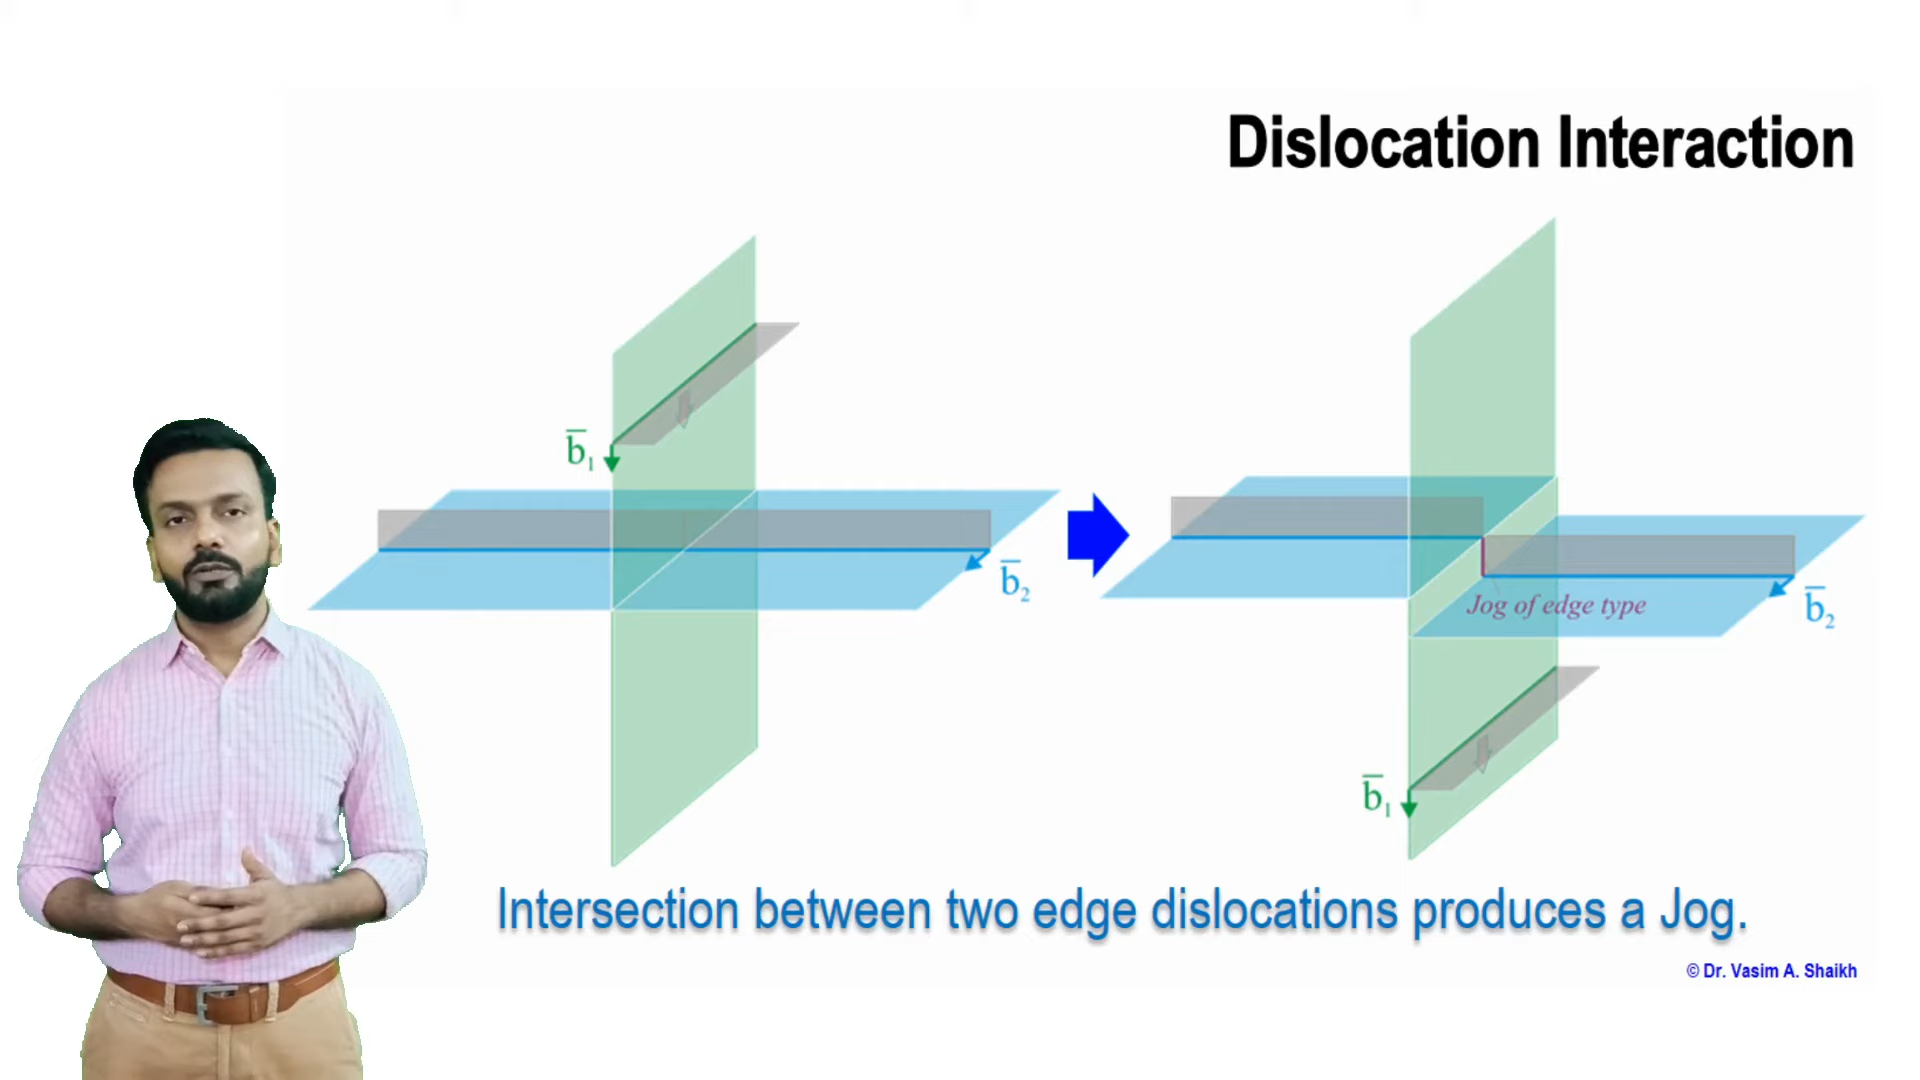 Dislocation Interaction
b̅₁
b̅₂
Jog of edge type
b̅₂
b̅₁
Intersection between two edge dislocations produces a Jog.
© Dr. Vasim A. Shaikh